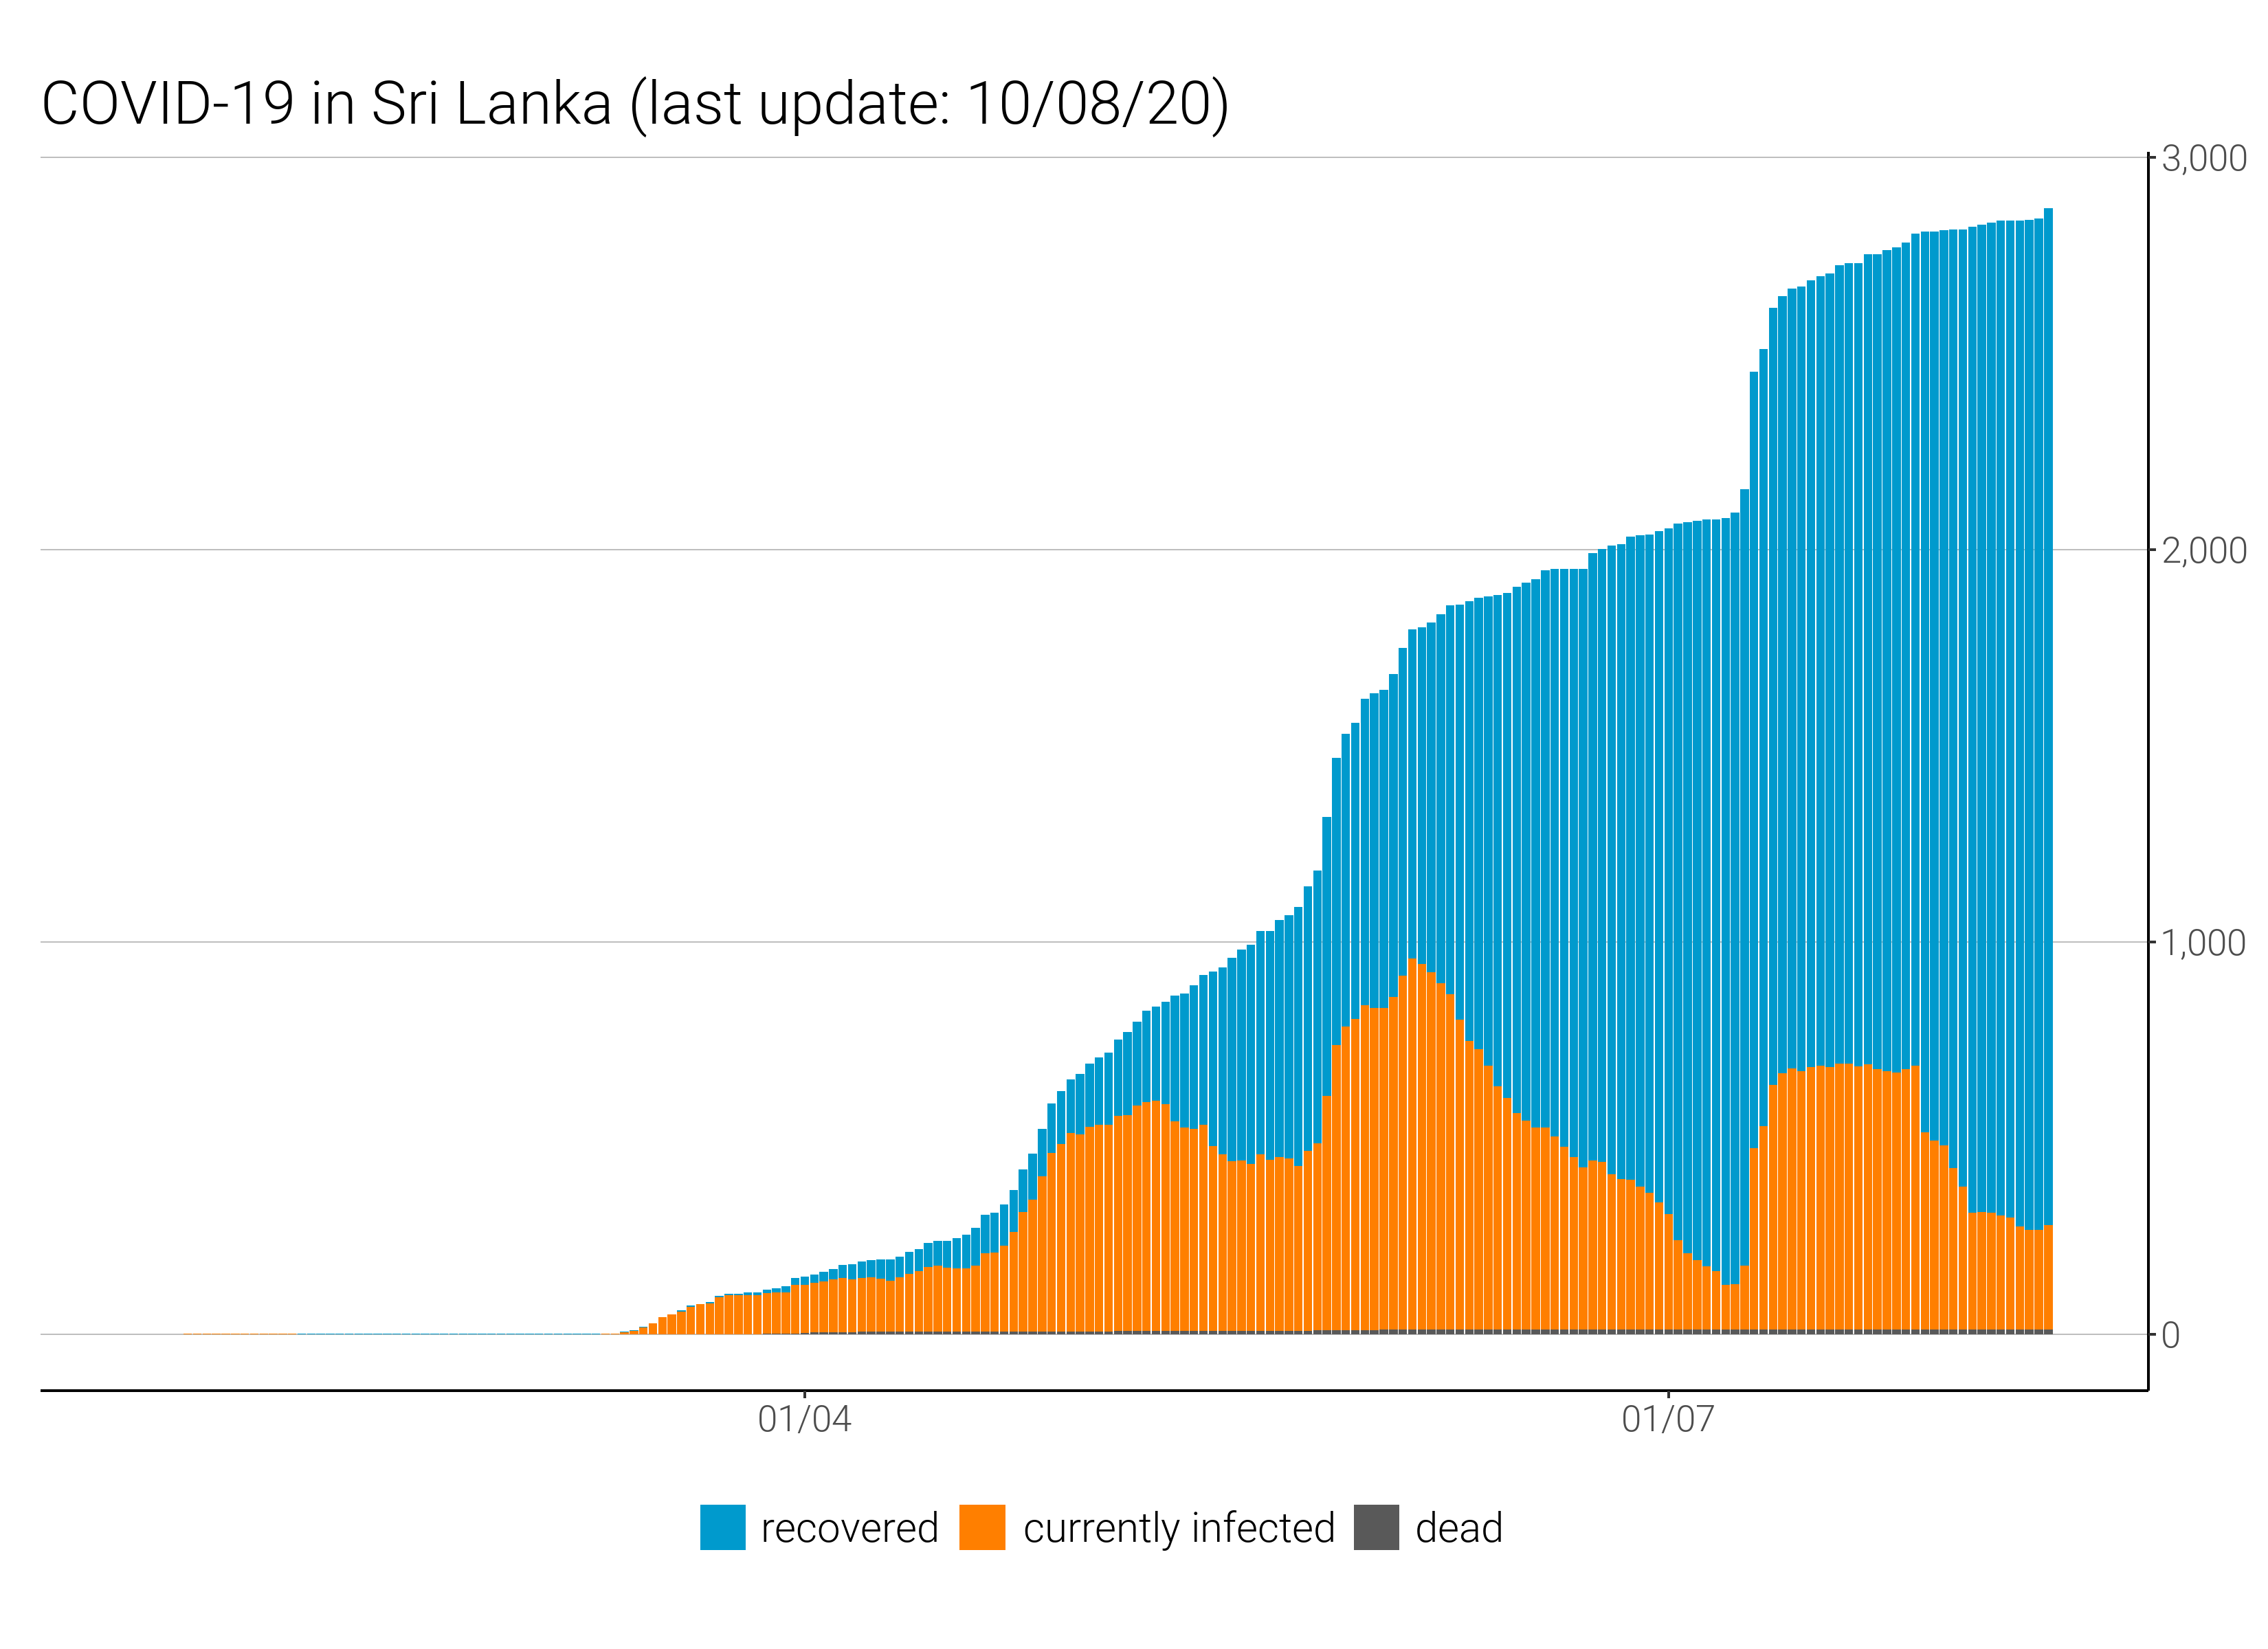 COVID-19 in Sri Lanka (last update: 10/08/20)
3,000
2,000
1,000
0
01/04 01/07
recovered currently infected dead